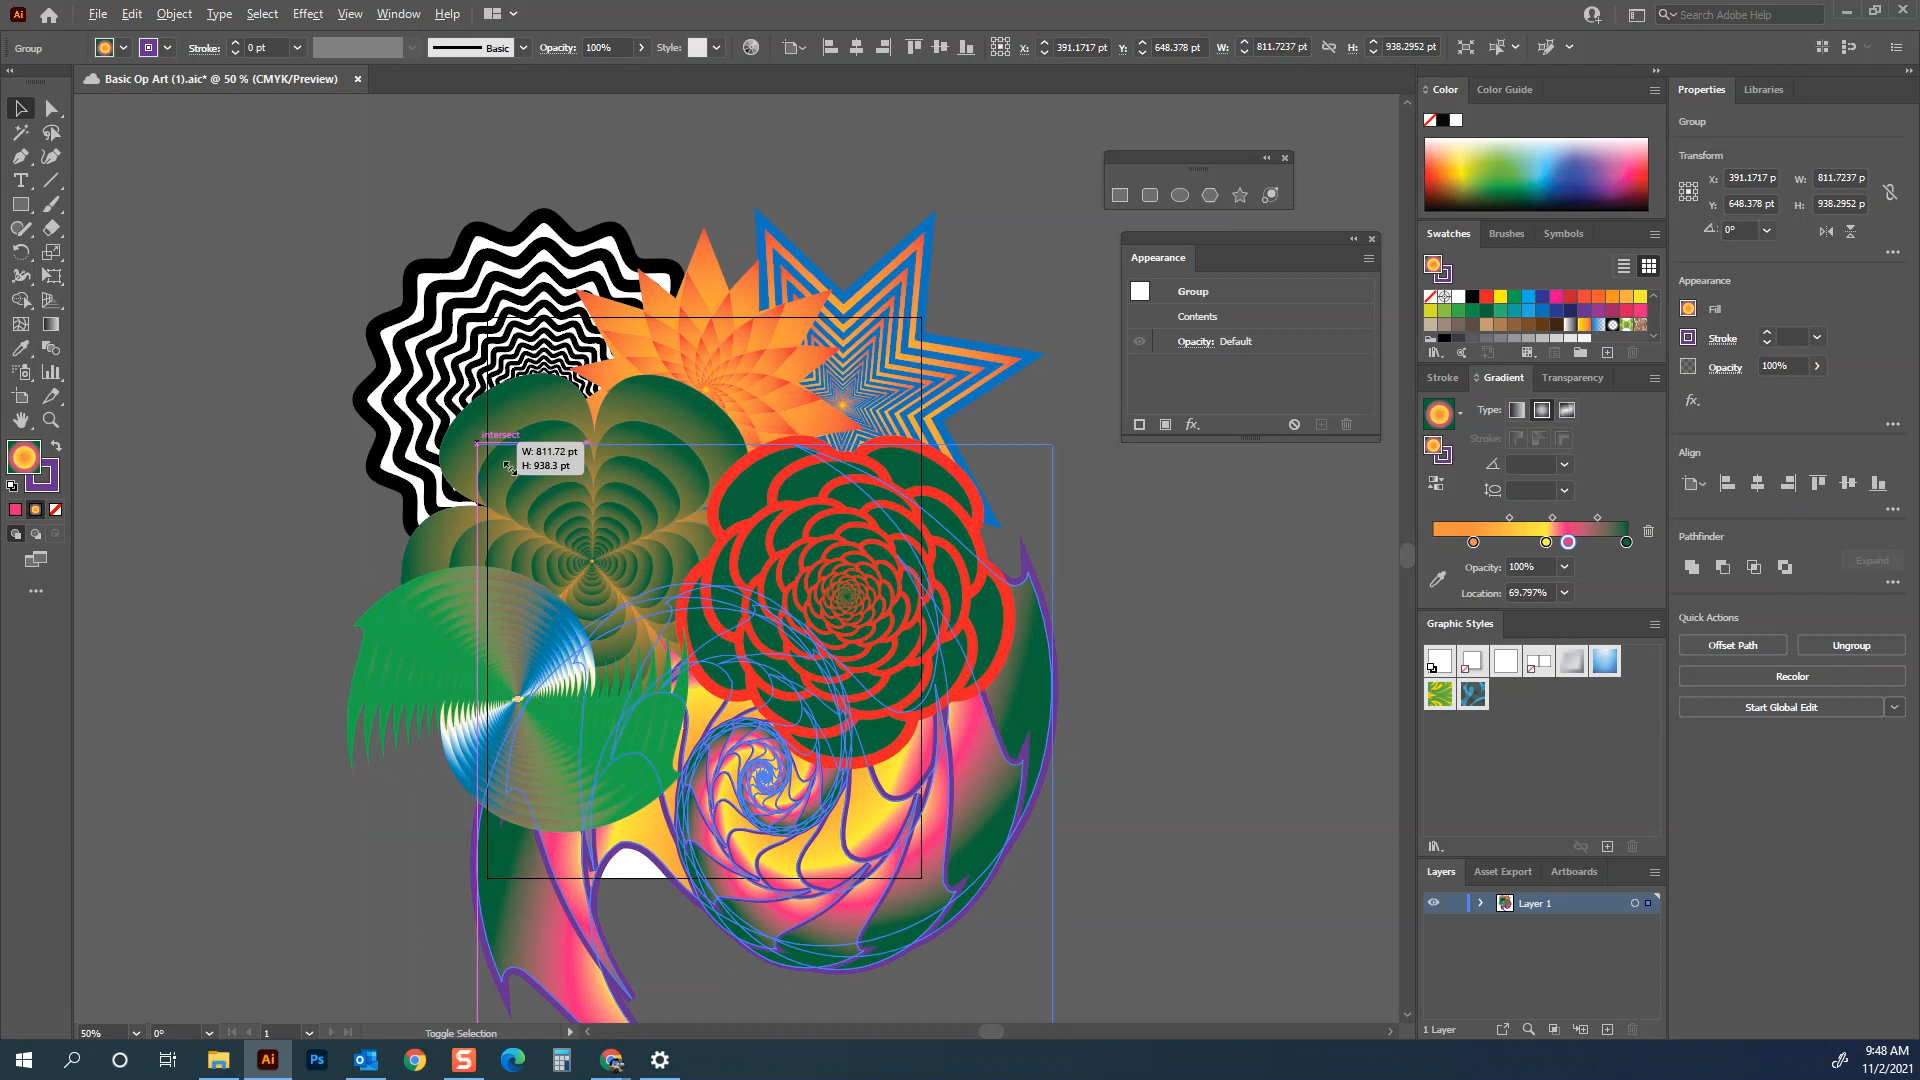 Ai File Edit Object Type Select Effect View Window Help Search Adobe Help
Group Stroke: 0 pt Basic Opacity: 100% Style: X: 391.1717 pt Y: 648.378 pt W: 811.7237 pt H: 938.2952 pt
Basic Op Art (1).aic* @ 50 % (CMYK/Preview) ×
Color Color Guide
Properties Libraries
Group
Transform
X: 391.1717 p W: 811.7237 p
Y: 648.378 pt H: 938.2952 p
0°
Swatches Brushes Symbols
Appearance
Group
Contents
Opacity: Default
fx
Appearance
Fill
Stroke
Opacity 100%
fx
Stroke Gradient Transparency
Type:
Stroke:
intersect
W: 811.72 pt
H: 938.3 pt
Align
Pathfinder
Expand
Opacity: 100%
Location: 69.797%
Quick Actions
Offset Path Ungroup
Recolor
Start Global Edit
Graphic Styles
Layers Asset Export Artboards
Layer 1
1 Layer
50% 0° 1 Toggle Selection
Ai Ps S
9:48 AM
11/2/2021